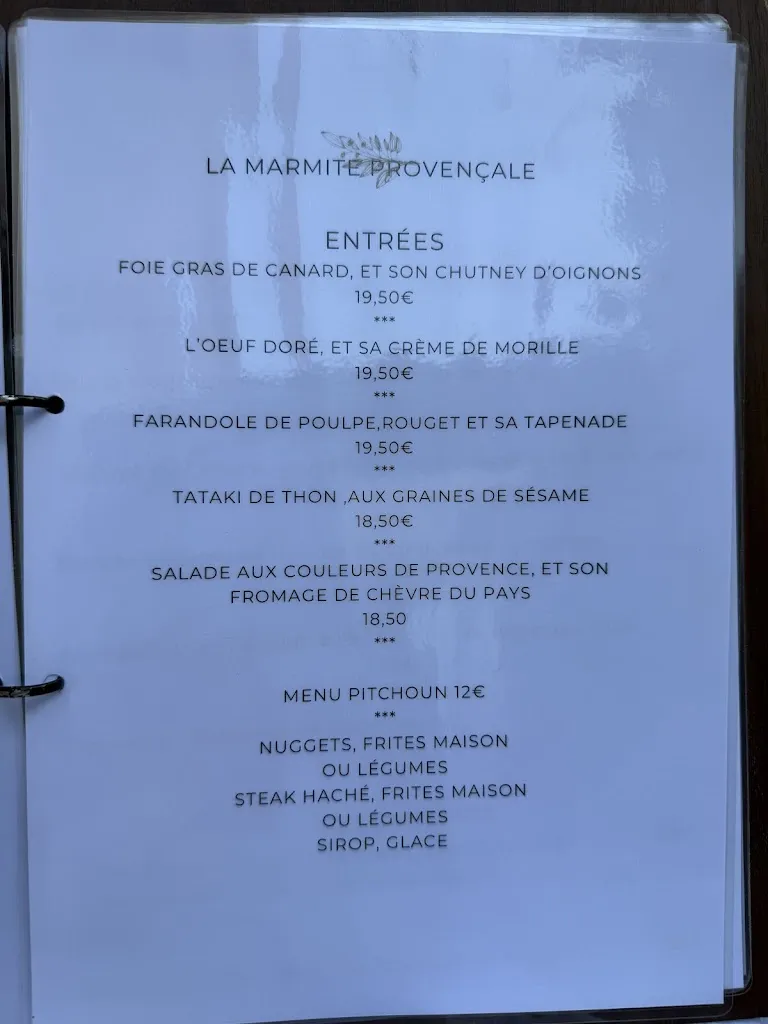 LA MARMITE PROVENÇALE
ENTRÉES
FOIE GRAS DE CANARD, ET SON CHUTNEY D'OIGNONS
19,50€
***
L'OEUF DORÉ, ET SA CRÈME DE MORILLE
19,50€
***
FARANDOLE DE POULPE,ROUGET ET SA TAPENADE
19,50€
***
TATAKI DE THON ,AUX GRAINES DE SÉSAME
18,50€
***
SALADE AUX COULEURS DE PROVENCE, ET SON
FROMAGE DE CHÈVRE DU PAYS
18,50
***
MENU PITCHOUN 12€
***
NUGGETS, FRITES MAISON
OU LÉGUMES
STEAK HACHÉ, FRITES MAISON
OU LÉGUMES
SIROP, GLACE